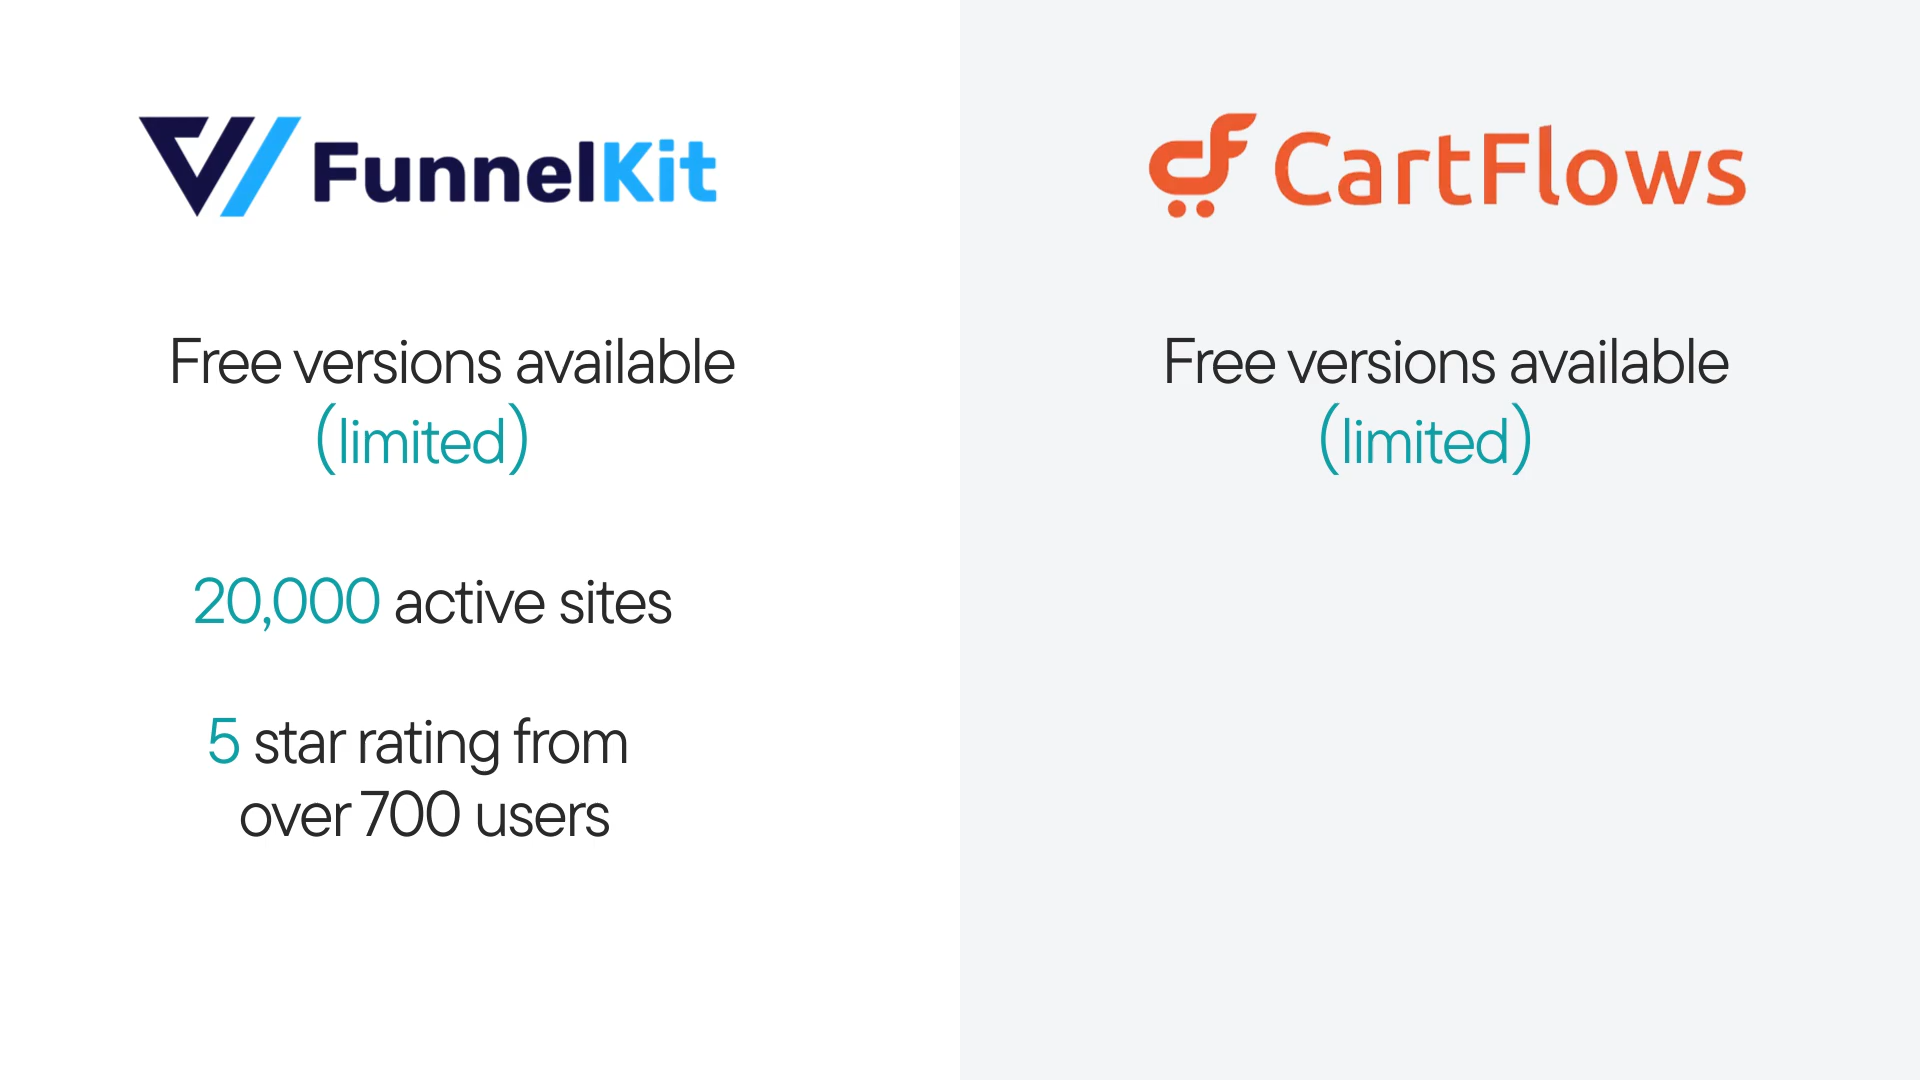 FunnelKit
Free versions available
(limited)
20,000 active sites
5 star rating from
over 700 users
CartFlows
Free versions available
(limited)